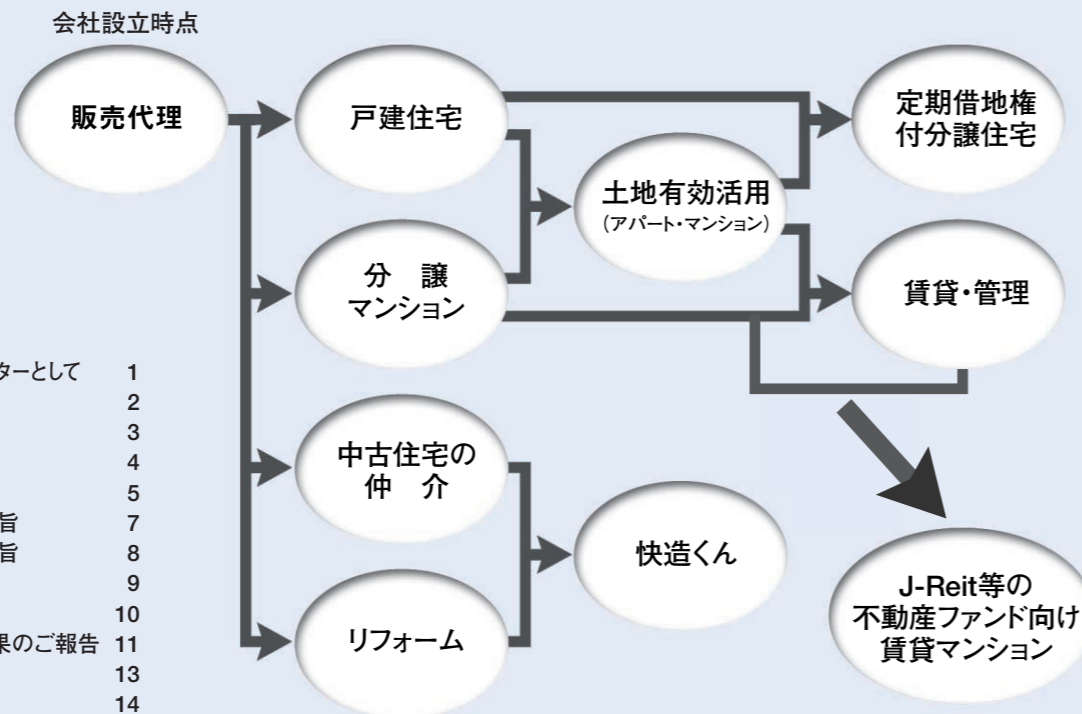 会社設立時点
販売代理
戸建住宅
分　譲
マンション
中古住宅の
仲　介
リフォーム
土地有効活用
(アパート・マンション)
快造くん
定期借地権
付分譲住宅
賃貸・管理
J-Reit等の
不動産ファンド向け
賃貸マンション
ターとして 1
2
3
4
5
旨 7
旨 8
9
10
果のご報告 11
13
14